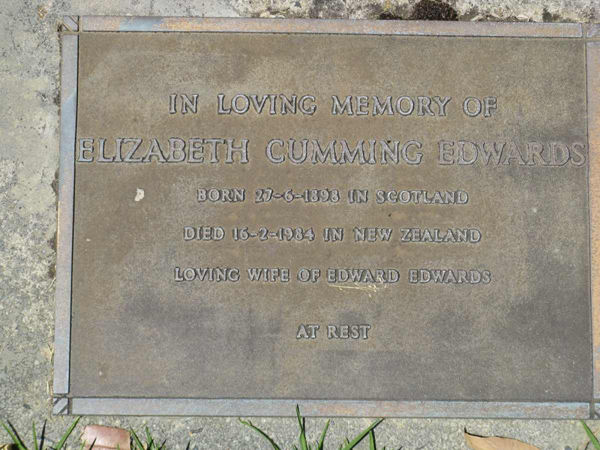 IN LOVING MEMORY OF
ELIZABETH CUMMING EDWARDS
BORN 27-6-1898 IN SCOTLAND
DIED 16-2-1984 IN NEW ZEALAND
LOVING WIFE OF EDWARD EDWARDS
AT REST